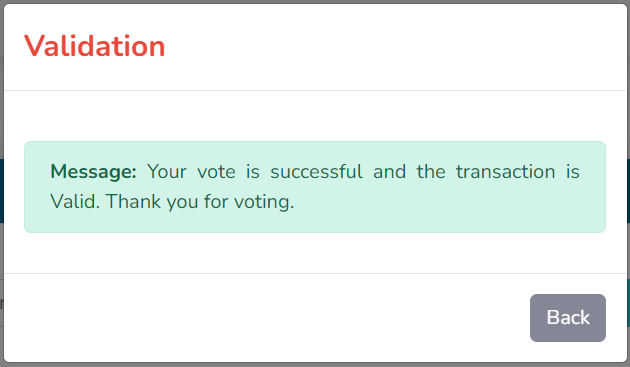 Validation
Message: Your vote is successful and the transaction is
Valid. Thank you for voting.
Back